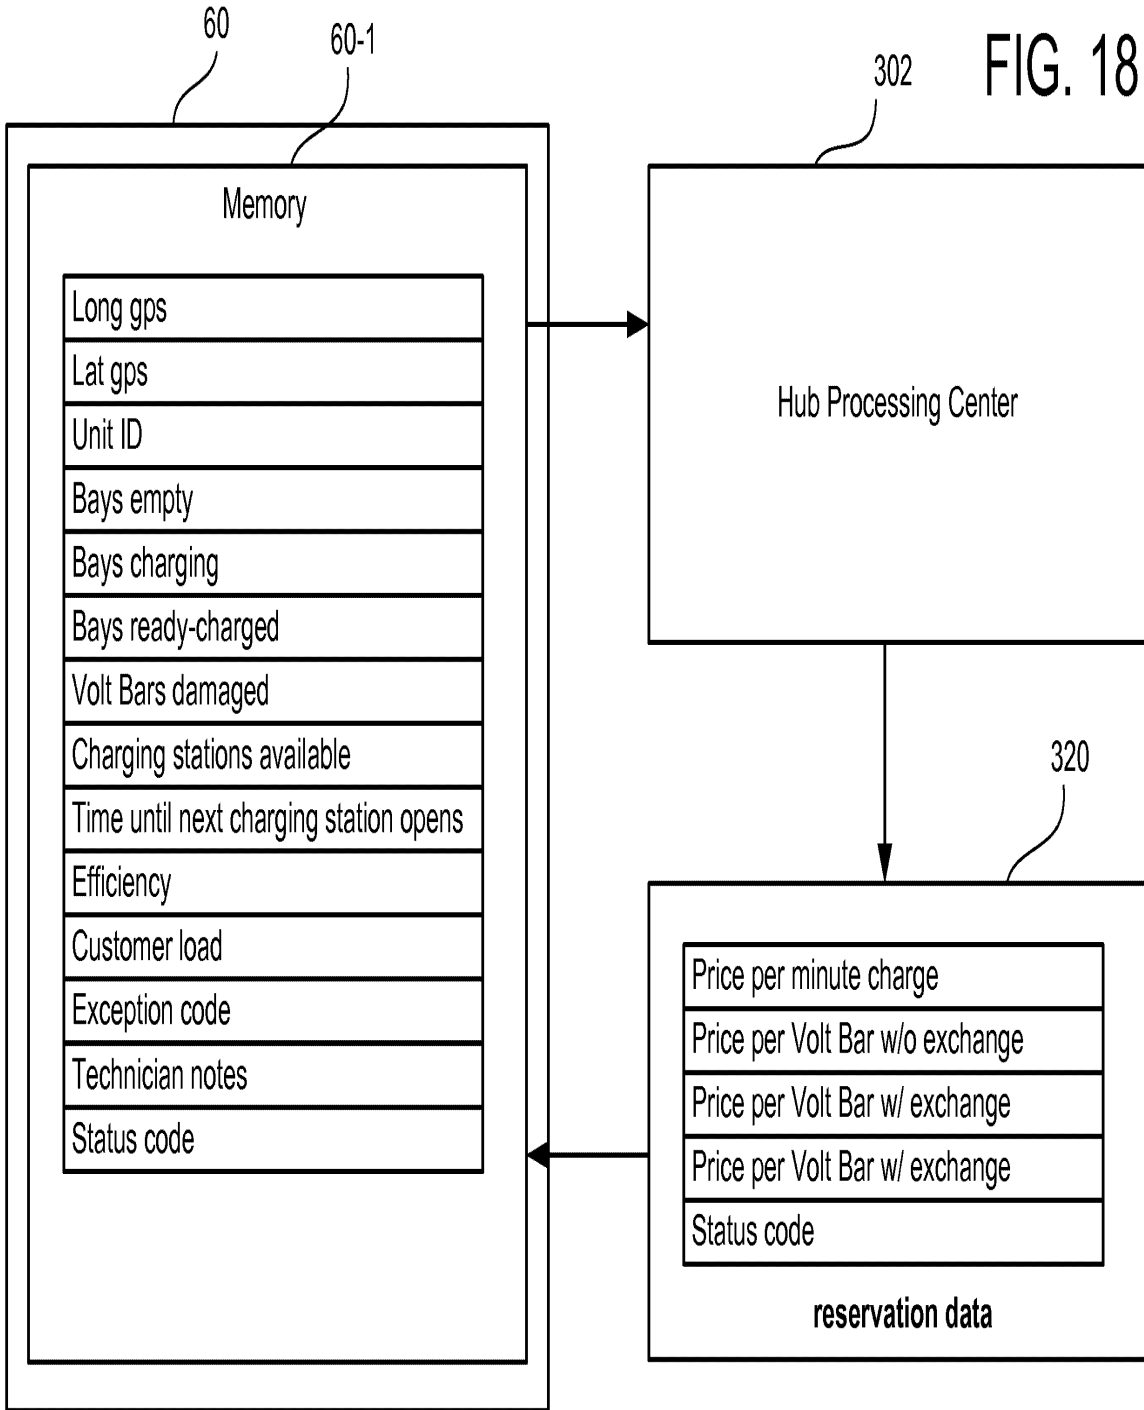 60
60-1
302
FIG. 18
Memory
Long gps
Lat gps
Unit ID
Bays empty
Bays charging
Bays ready-charged
Volt Bars damaged
Charging stations available
Time until next charging station opens
Efficiency
Customer load
Exception code
Technician notes
Status code
Hub Processing Center
320
Price per minute charge
Price per Volt Bar w/o exchange
Price per Volt Bar w/ exchange
Price per Volt Bar w/ exchange
Status code
reservation data